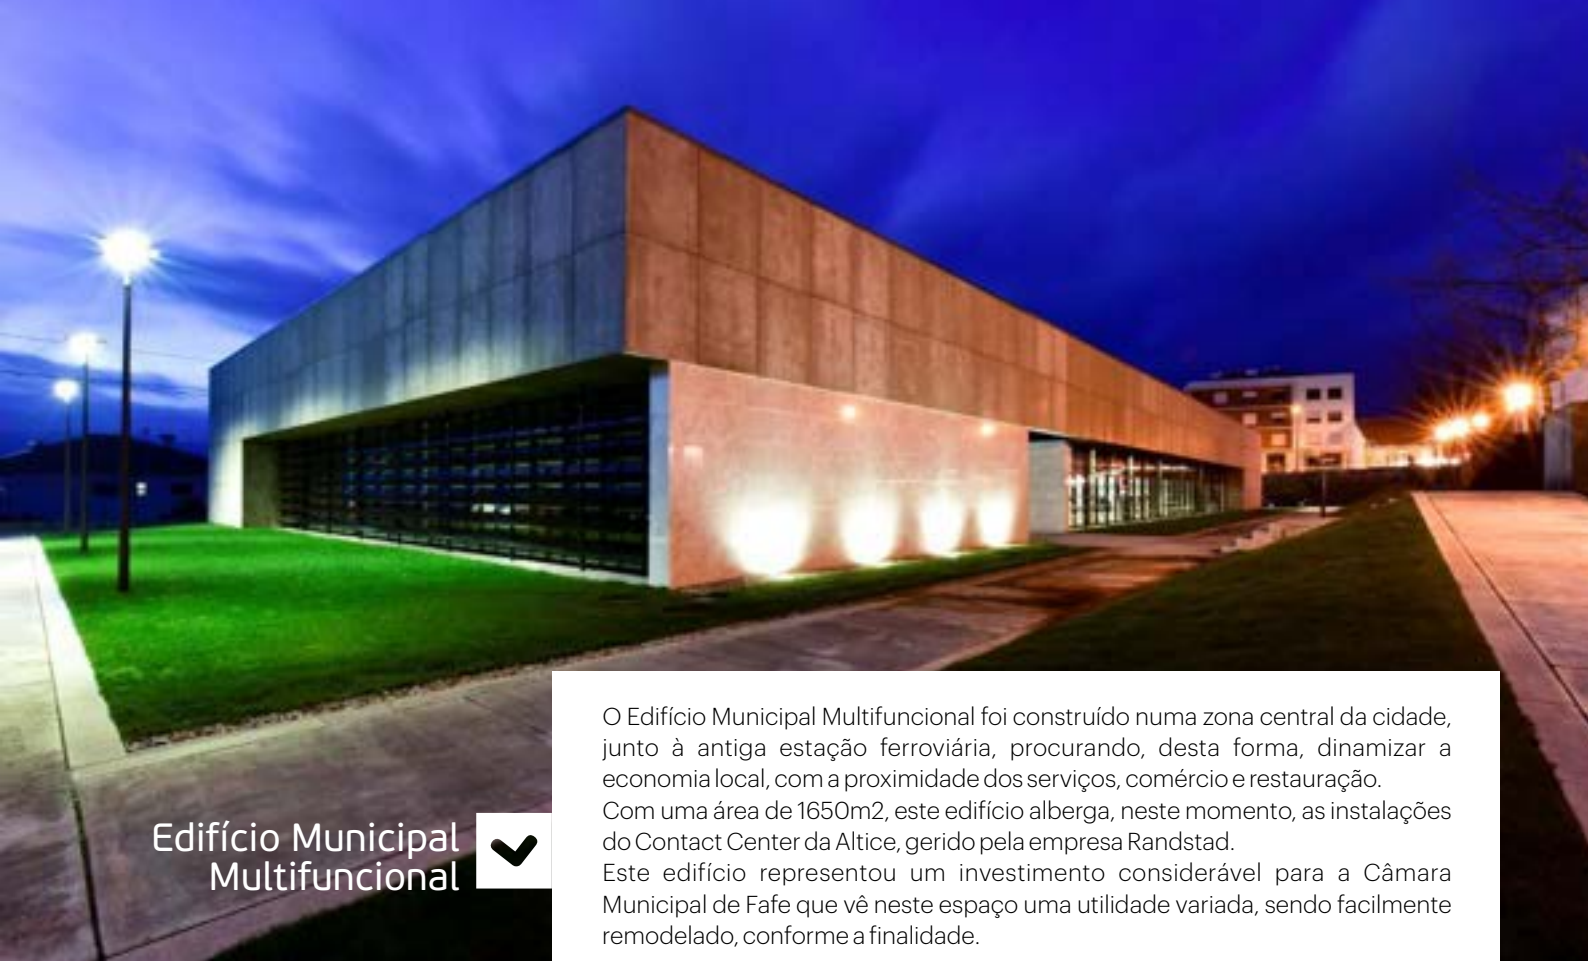 Edifício Municipal
Multifuncional
O Edifício Municipal Multifuncional foi construído numa zona central da cidade,
junto à antiga estação ferroviária, procurando, desta forma, dinamizar a
economia local, com a proximidade dos serviços, comércio e restauração.
Com uma área de 1650m2, este edifício alberga, neste momento, as instalações
do Contact Center da Altice, gerido pela empresa Randstad.
Este edifício representou um investimento considerável para a Câmara
Municipal de Fafe que vê neste espaço uma utilidade variada, sendo facilmente
remodelado, conforme a finalidade.